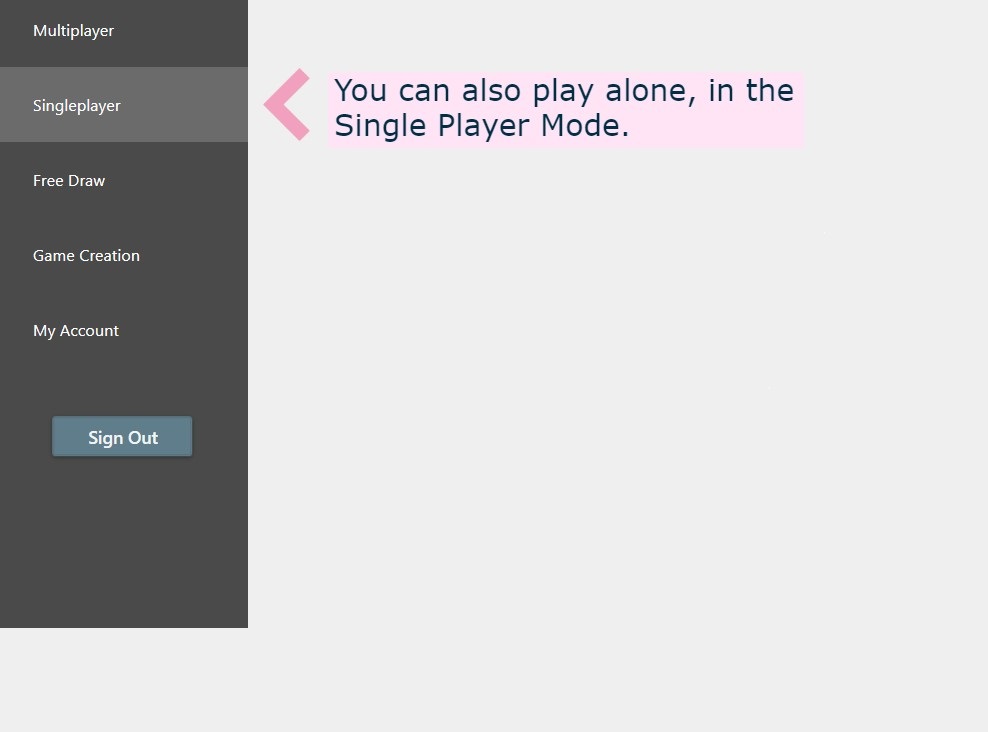 Multiplayer
Singleplayer
You can also play alone, in the
Single Player Mode.
Free Draw
Game Creation
My Account
Sign Out